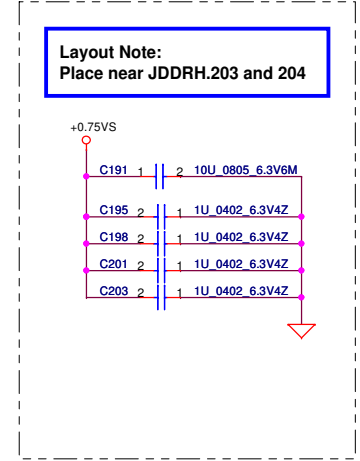 Layout Note:
Place near JDDRH.203 and 204
+0.75VS
C191 1 2 10U_0805_6.3V6M
C195 2 1 1U_0402_6.3V4Z
C198 2 1 1U_0402_6.3V4Z
C201 2 1 1U_0402_6.3V4Z
C203 2 1 1U_0402_6.3V4Z